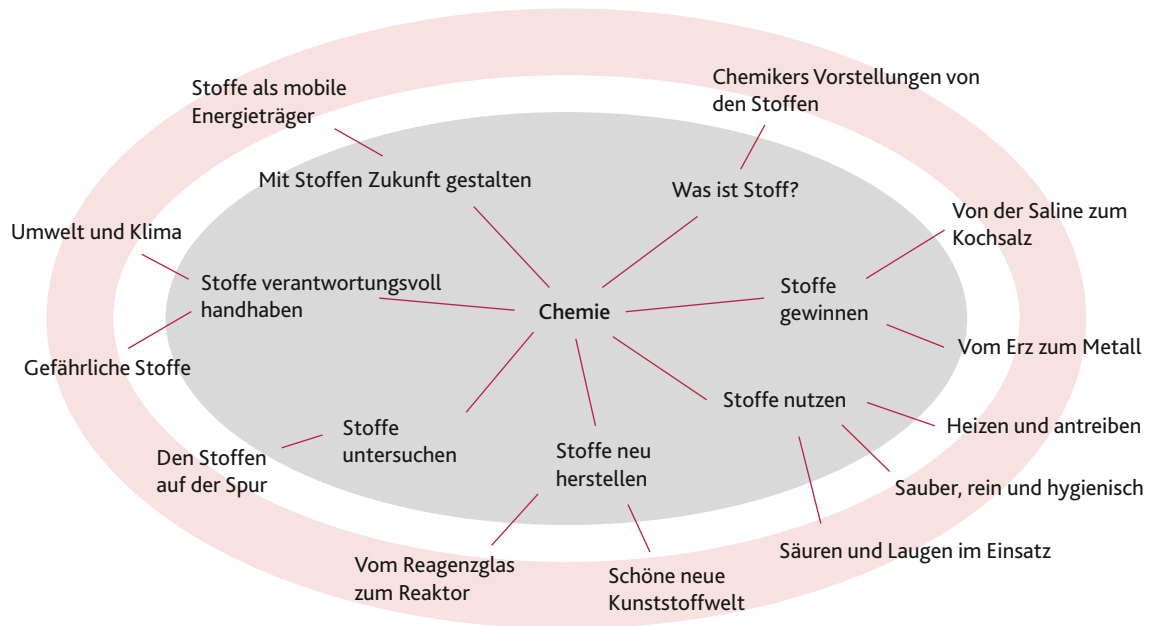 Chemikers Vorstellungen von
den Stoffen
Stoffe als mobile
Energieträger
Mit Stoffen Zukunft gestalten
Was ist Stoff?
Von der Saline zum
Kochsalz
Umwelt und Klima
Stoffe verantwortungsvoll
handhaben
Stoffe
gewinnen
Chemie
Vom Erz zum Metall
Gefährliche Stoffe
Stoffe nutzen
Heizen und antreiben
Stoffe
untersuchen
Stoffe neu
herstellen
Den Stoffen
auf der Spur
Sauber, rein und hygienisch
Säuren und Laugen im Einsatz
Vom Reagenzglas
zum Reaktor
Schöne neue
Kunststoffwelt